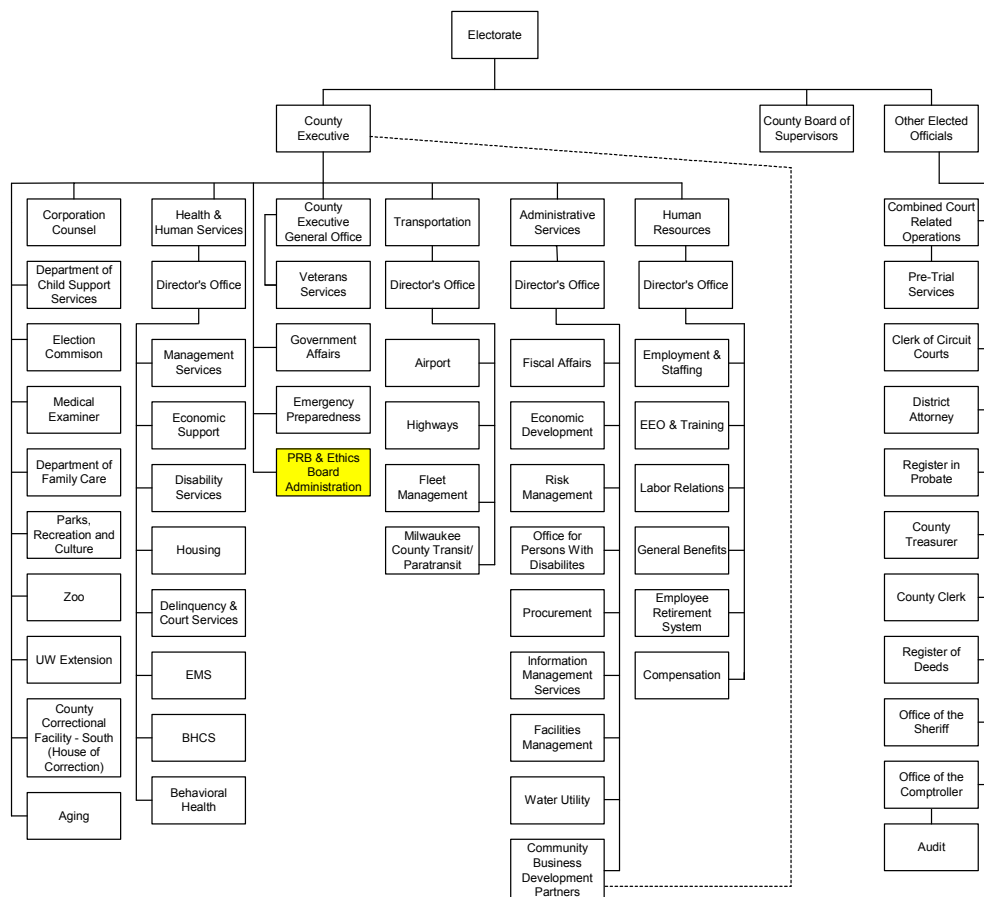 Electorate
County
Executive
County Board of
Supervisors
Other Elected
Officials
Corporation
Counsel
Department of
Child Support
Services
Election
Commison
Medical
Examiner
Department of
Family Care
Parks,
Recreation and
Culture
Zoo
UW Extension
County
Correctional
Facility - South
(House of
Correction)
Aging
Health &
Human Services
Director's Office
Management
Services
Economic
Support
Disability
Services
Housing
Delinquency &
Court Services
EMS
BHCS
Behavioral
Health
County
Executive
General Office
Veterans
Services
Government
Affairs
Emergency
Preparedness
PRB & Ethics
Board
Administration
Transportation
Director's Office
Airport
Highways
Fleet
Management
Milwaukee
County Transit/
Paratransit
Administrative
Services
Director's Office
Fiscal Affairs
Economic
Development
Risk
Management
Office for
Persons With
Disabilites
Procurement
Information
Management
Services
Facilities
Management
Water Utility
Community
Business
Development
Partners
Human
Resources
Director's Office
Employment &
Staffing
EEO & Training
Labor Relations
General Benefits
Employee
Retirement
System
Compensation
Combined Court
Related
Operations
Pre-Trial
Services
Clerk of Circuit
Courts
District
Attorney
Register in
Probate
County
Treasurer
County Clerk
Register of
Deeds
Office of the
Sheriff
Office of the
Comptroller
Audit